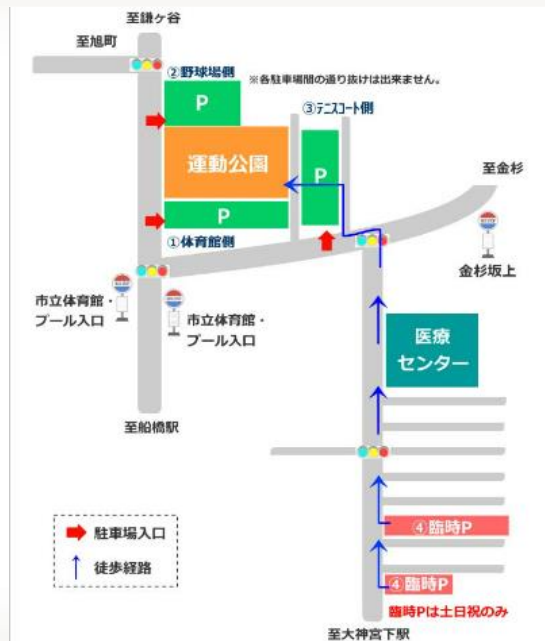 至鎌ヶ谷
至旭町
②野球場側
※各駐車場間の通り抜けは出来ません。
P
③テニスコート側
運動公園
P
至金杉
P
①体育館側
金杉坂上
市立体育館・
プール入口
市立体育館・
プール入口
医療
センター
至船橋駅
④臨時P
➡ 駐車場入口
↑ 徒歩経路
④臨時P
臨時Pは土日祝のみ
至大神宮下駅